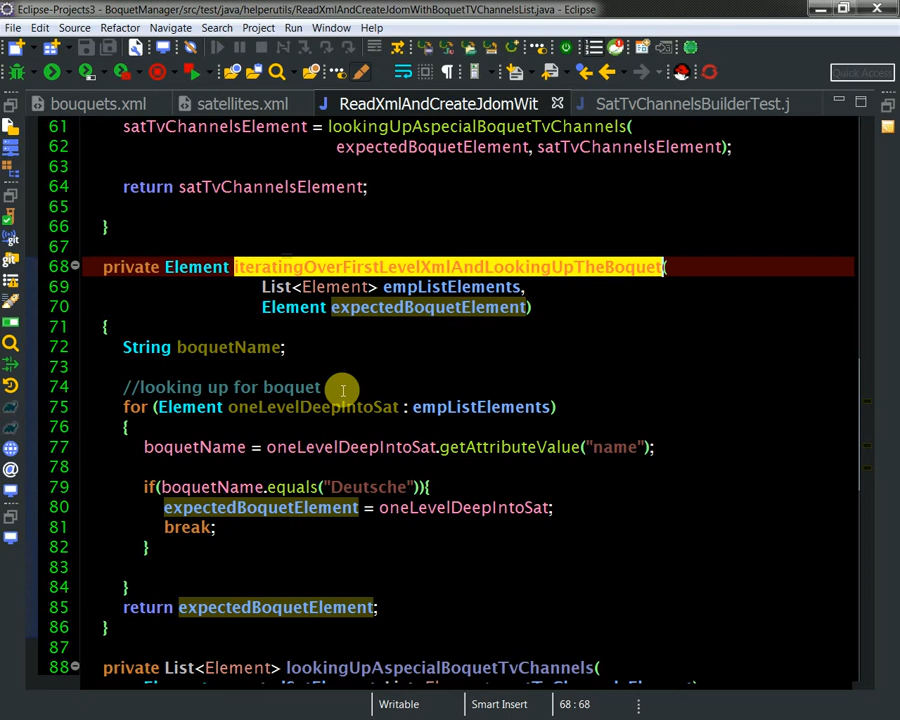 Eclipse-Projects3 - BoquetManager/src/test/java/helperutils/ReadXmlAndCreateJdomWithBoquetTVChannelsList.java - Eclipse
File Edit Source Refactor Navigate Search Project Run Window Help
Quick Access
bouquets.xml satellites.xml ReadXmlAndCreateJdomWit SatTvChannelsBuilderTest.j
61 satTvChannelsElement = lookingUpAspecialBoquetTvChannels(
62 expectedBoquetElement, satTvChannelsElement);
63
64 return satTvChannelsElement;
65
66 }
67
68 private Element iteratingOverFirstLevelXmlAndLookingUpTheBoquet(
69 List<Element> empListElements,
70 Element expectedBoquetElement)
71 {
72 String boquetName;
73
74 //looking up for boquet
75 for (Element oneLevelDeepIntoSat : empListElements)
76 {
77 boquetName = oneLevelDeepIntoSat.getAttributeValue("name");
78
79 if(boquetName.equals("Deutsche")){
80 expectedBoquetElement = oneLevelDeepIntoSat;
81 break;
82 }
83
84 }
85 return expectedBoquetElement;
86 }
87
88 private List<Element> lookingUpAspecialBoquetTvChannels(
Writable Smart Insert 68 : 68